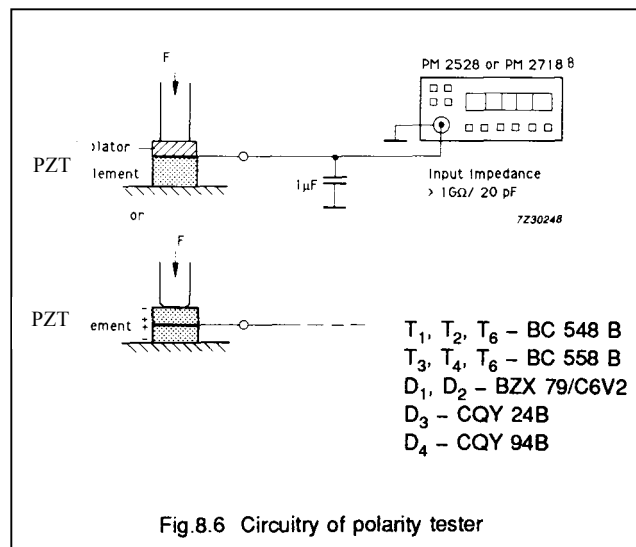 F
PM 2528 or PM 2718 B
PZT
olator
lement
1µF
Input impedance
> 1GΩ/ 20 pF
or
7Z30248
F
PZT
ement
- + + -
T1, T2, T6 – BC 548 B
T3, T4, T6 – BC 558 B
D1, D2 – BZX 79/C6V2
D3 – CQY 24B
D4 – CQY 94B
Fig.8.6 Circuitry of polarity tester